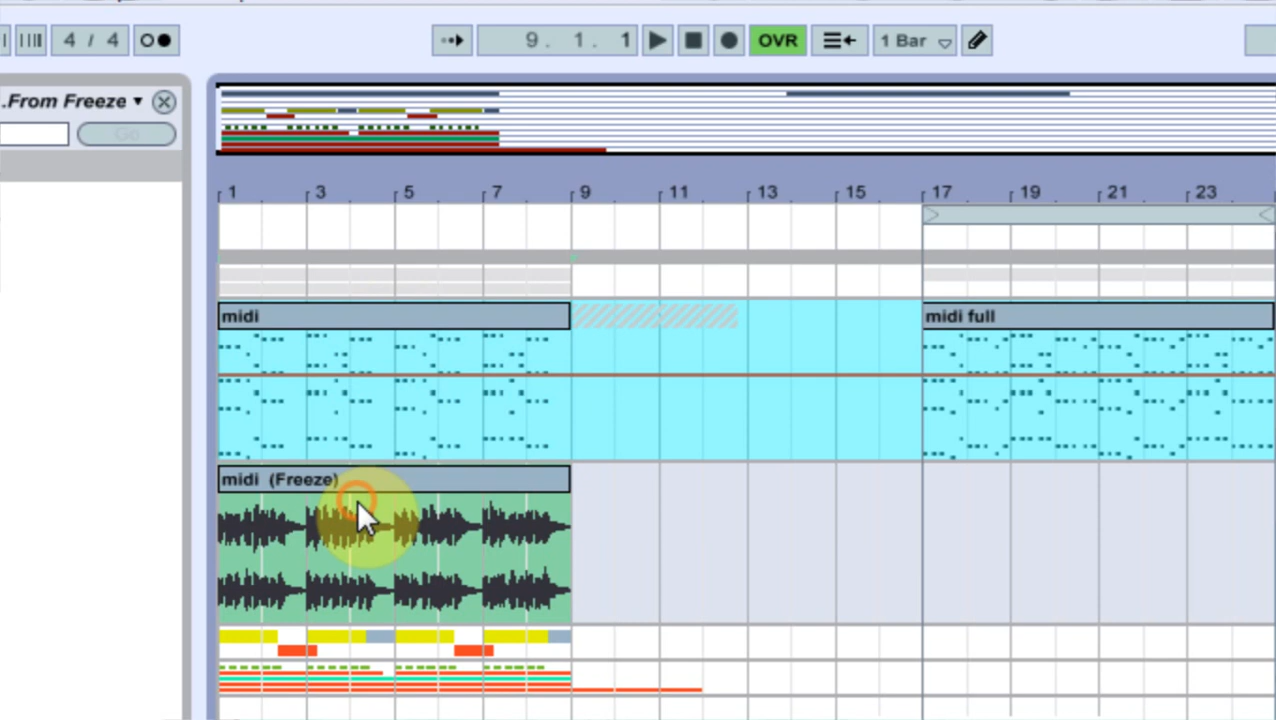 4 / 4 9. 1. 1 OVR 1 Bar
.From Freeze
Go
1 3 5 7 9 11 13 15 17 19 21 23
midi midi full
midi (Freeze)